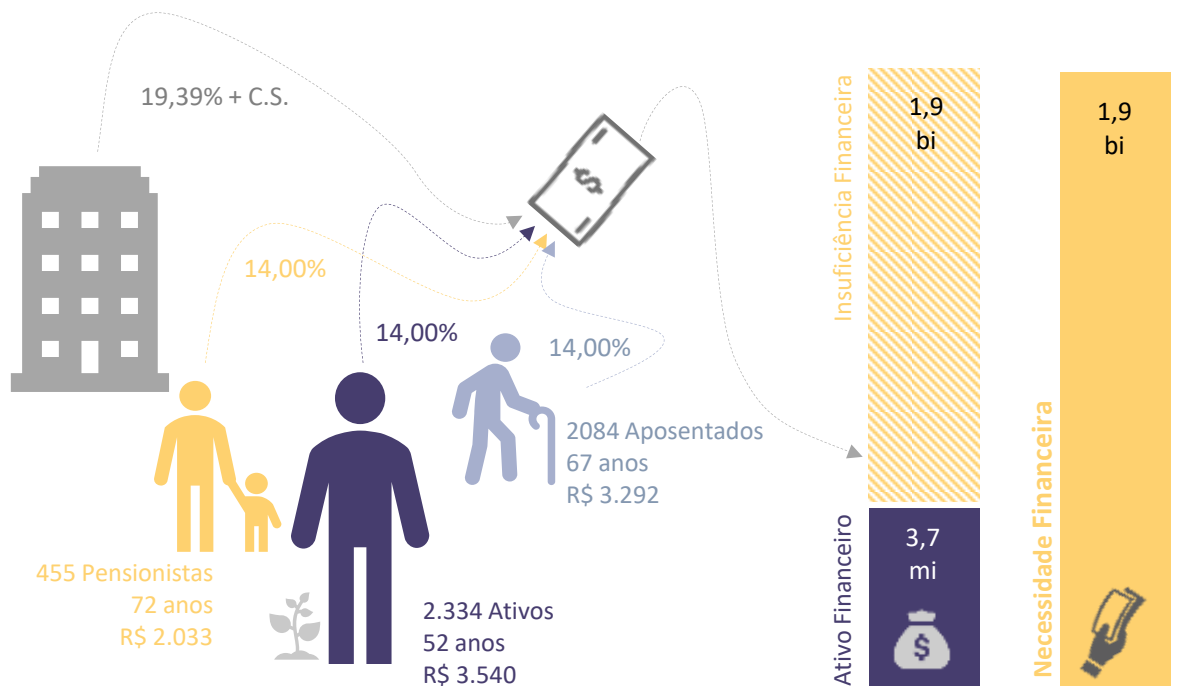 19,39% + C.S.
14,00%
14,00%
14,00%
455 Pensionistas
72 anos
R$ 2.033
2.334 Ativos
52 anos
R$ 3.540
2084 Aposentados
67 anos
R$ 3.292
$
Insuficiência Financeira
1,9
bi
Ativo Financeiro
3,7
mi
$
Necessidade Financeira
1,9
bi